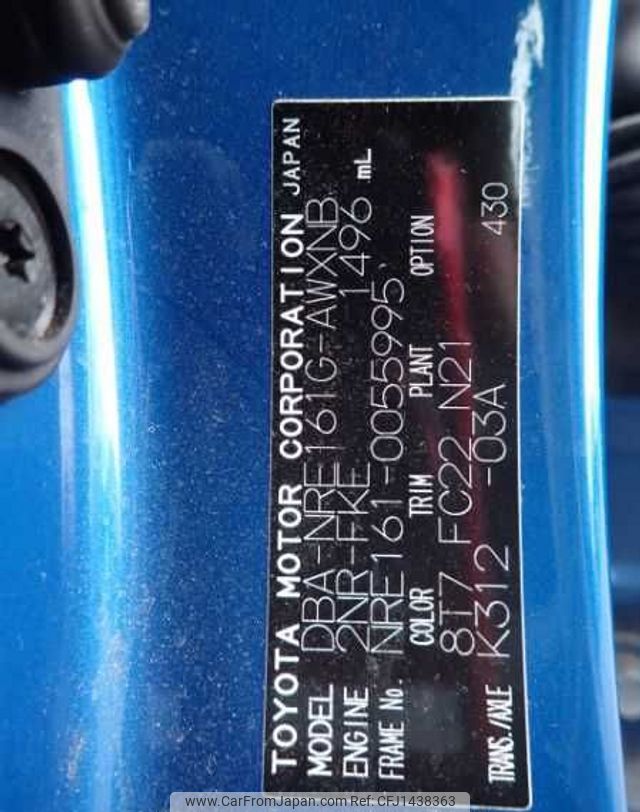 TOYOTA MOTOR CORPORATION JAPAN
MODEL DBA-NRE161G-AWXNB
ENGINE 2NR-FKE 1496 mL
FRAME No. NRE161-0055995
COLOR TRIM PLANT OPTION
8T7 FC22 N21
TRANS./AXLE K312 -03A 430
www.CarFromJapan.com - CFJ1438363